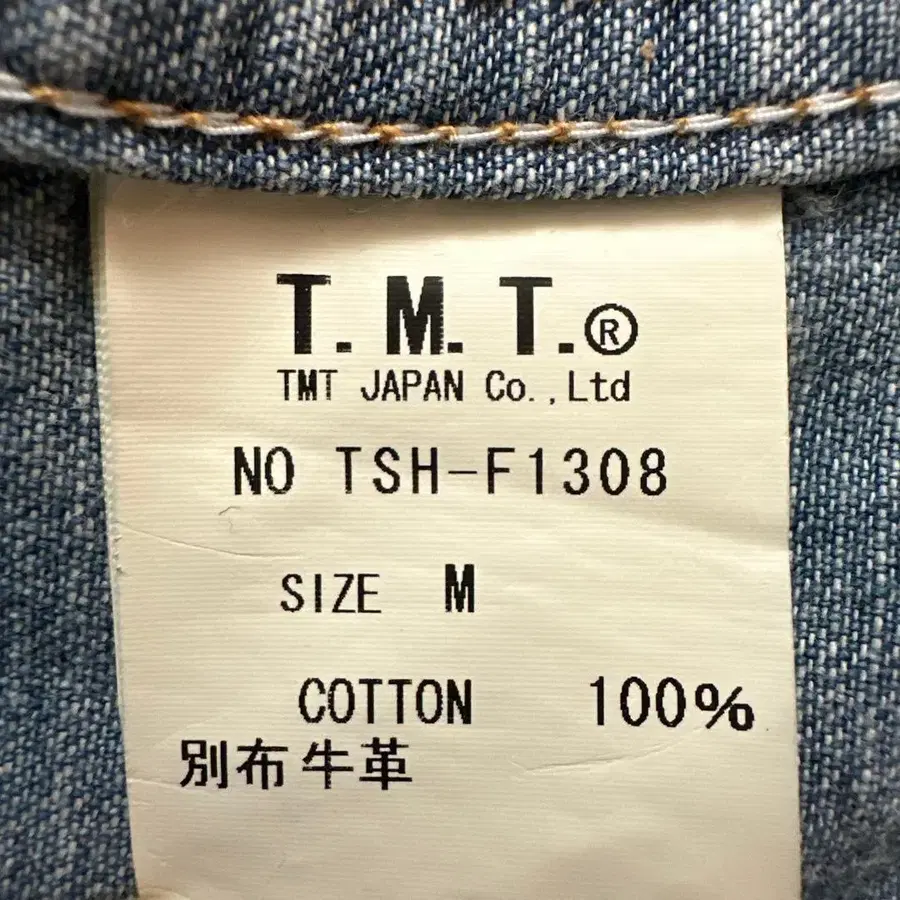 T.M.T.®
TMT JAPAN Co.,Ltd
NO TSH-F1308
SIZE M
COTTON 100%
別布牛革